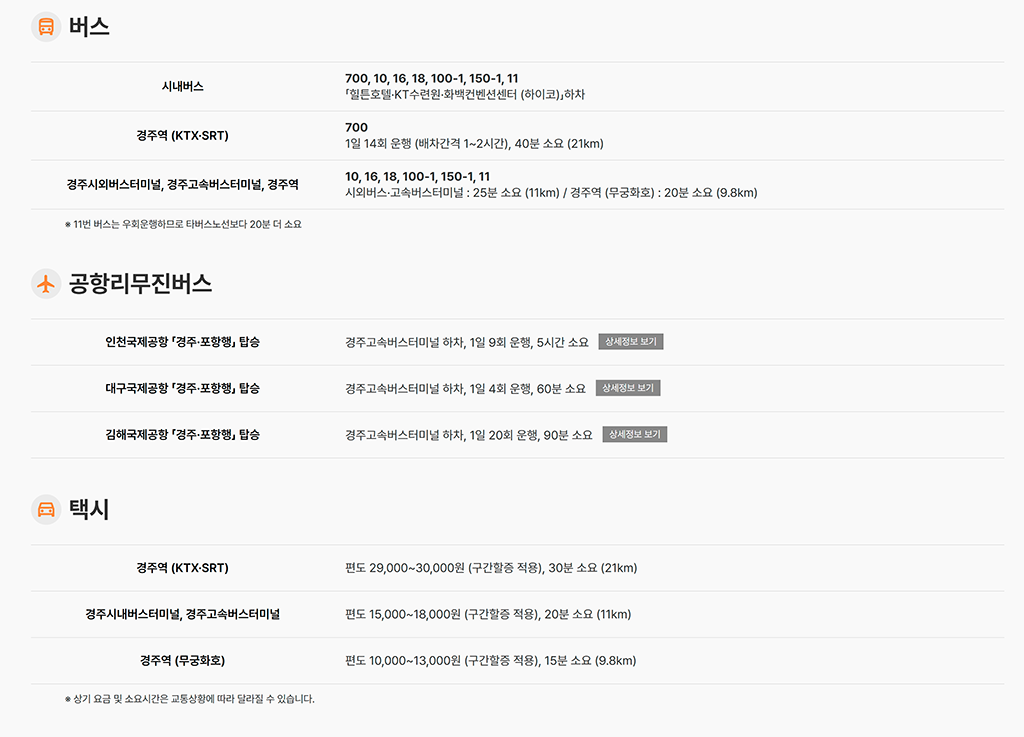 버스
시내버스
700, 10, 16, 18, 100-1, 150-1, 11
「힐튼호텔·KT수련원·화백컨벤션센터 (하이코)」하차
경주역 (KTX·SRT)
700
1일 14회 운행 (배차간격 1~2시간), 40분 소요 (21km)
경주시외버스터미널, 경주고속버스터미널, 경주역
10, 16, 18, 100-1, 150-1, 11
시외버스·고속버스터미널 : 25분 소요 (11km) / 경주역 (무궁화호) : 20분 소요 (9.8km)
※ 11번 버스는 우회운행하므로 타버스노선보다 20분 더 소요
공항리무진버스
인천국제공항 「경주·포항행」 탑승
경주고속버스터미널 하차, 1일 9회 운행, 5시간 소요 상세정보 보기
대구국제공항 「경주·포항행」 탑승
경주고속버스터미널 하차, 1일 4회 운행, 60분 소요 상세정보 보기
김해국제공항 「경주·포항행」 탑승
경주고속버스터미널 하차, 1일 20회 운행, 90분 소요 상세정보 보기
택시
경주역 (KTX·SRT)
편도 29,000~30,000원 (구간할증 적용), 30분 소요 (21km)
경주시내버스터미널, 경주고속버스터미널
편도 15,000~18,000원 (구간할증 적용), 20분 소요 (11km)
경주역 (무궁화호)
편도 10,000~13,000원 (구간할증 적용), 15분 소요 (9.8km)
※ 상기 요금 및 소요시간은 교통상황에 따라 달라질 수 있습니다.